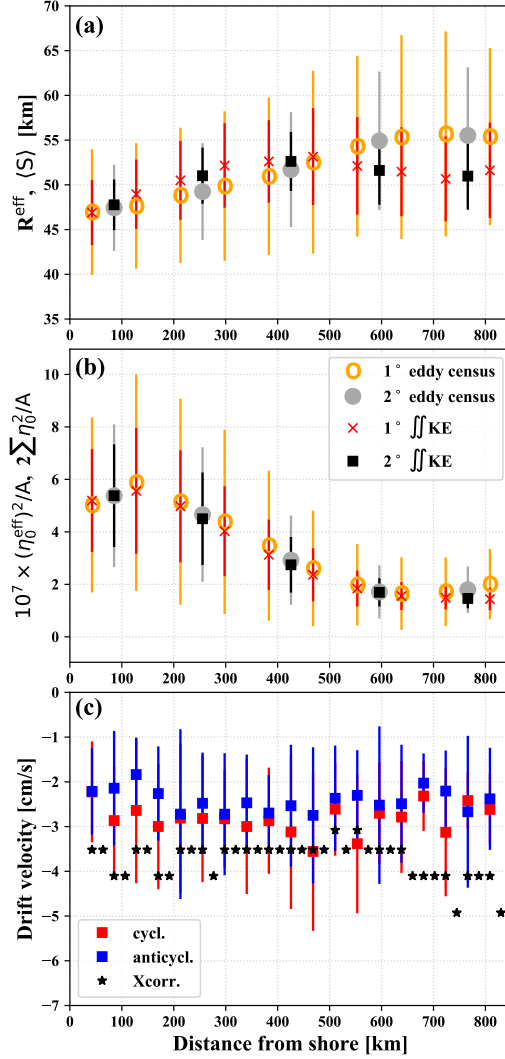 (a)
R^eff, ⟨S⟩ [km]
70
65
60
55
50
45
40
35
0 100 200 300 400 500 600 700 800
(b)
10^7 × (η_0^eff)^2/A, 2∑η_0^2/A
10
8
6
4
2
0
1° eddy census
2° eddy census
1° ∬KE
2° ∬KE
0 100 200 300 400 500 600 700 800
(c)
Drift velocity [cm/s]
0
−1
−2
−3
−4
−5
−6
−7
cycl.
anticycl.
Xcorr.
0 100 200 300 400 500 600 700 800
Distance from shore [km]